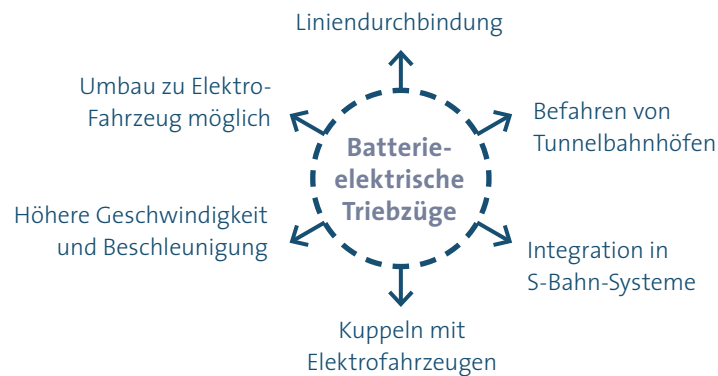 Liniendurchbindung
Umbau zu Elektro-
Fahrzeug möglich
Befahren von
Tunnelbahnhöfen
Batterie-
elektrische
Triebzüge
Höhere Geschwindigkeit
und Beschleunigung
Integration in
S-Bahn-Systeme
Kuppeln mit
Elektrofahrzeugen